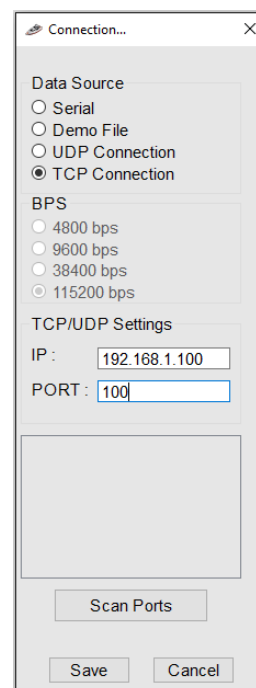 Connection...
Data Source
Serial
Demo File
UDP Connection
TCP Connection
BPS
4800 bps
9600 bps
38400 bps
115200 bps
TCP/UDP Settings
IP : 192.168.1.100
PORT : 100
Scan Ports
Save Cancel